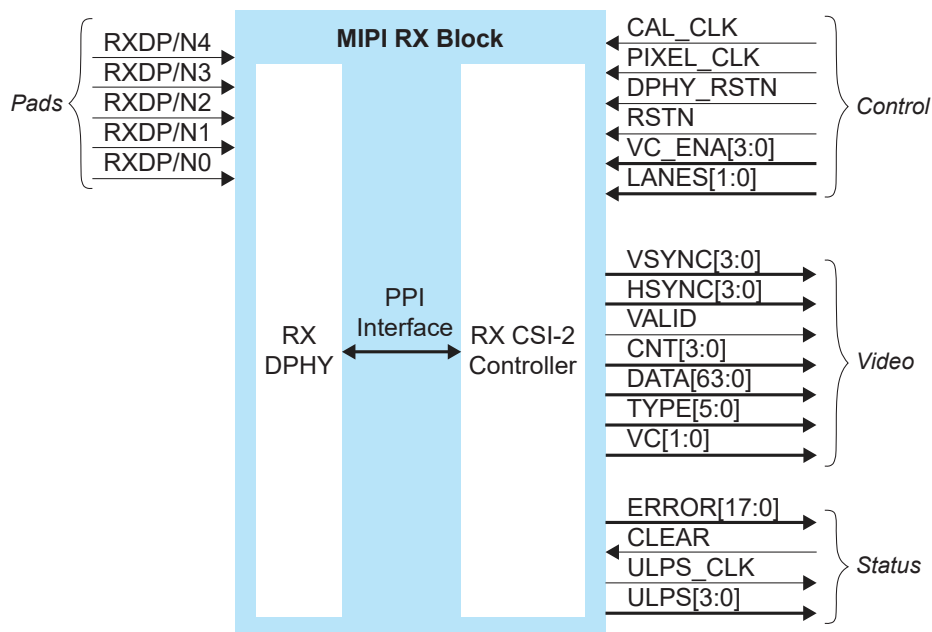 MIPI RX Block
Pads
RXDP/N4
RXDP/N3
RXDP/N2
RXDP/N1
RXDP/N0
CAL_CLK
PIXEL_CLK
DPHY_RSTN
RSTN
VC_ENA[3:0]
LANES[1:0]
Control
RX
DPHY
PPI
Interface
RX CSI-2
Controller
VSYNC[3:0]
HSYNC[3:0]
VALID
CNT[3:0]
DATA[63:0]
TYPE[5:0]
VC[1:0]
Video
ERROR[17:0]
CLEAR
ULPS_CLK
ULPS[3:0]
Status